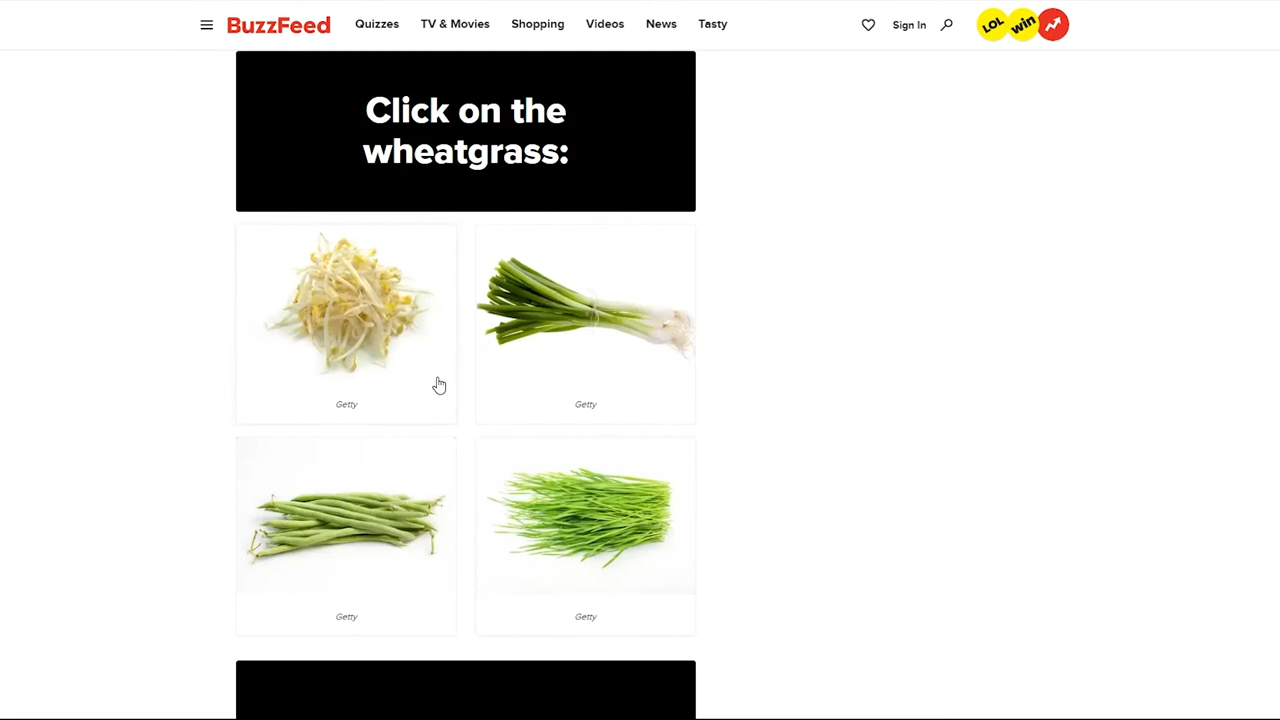 BuzzFeed Quizzes TV & Movies Shopping Videos News Tasty Sign In LOL win
Click on the
wheatgrass:
Getty Getty
Getty Getty